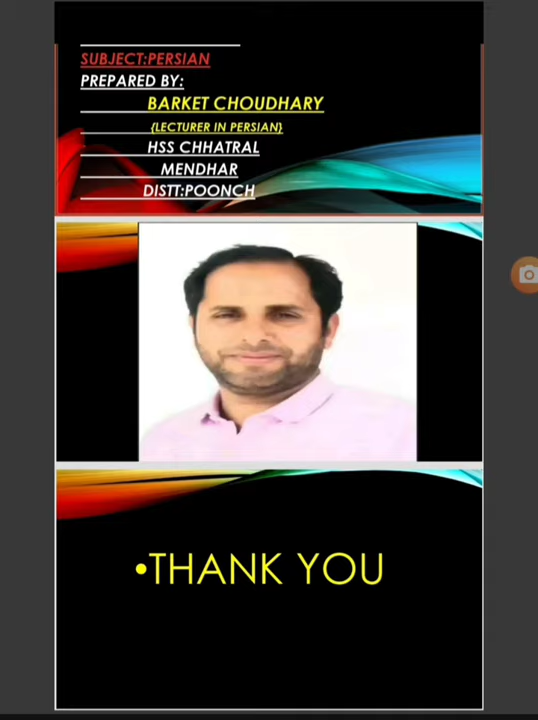 SUBJECT:PERSIAN
PREPARED BY:
BARKET CHOUDHARY
{LECTURER IN PERSIAN}
HSS CHHATRAL
MENDHAR
DISTT:POONCH
•THANK YOU